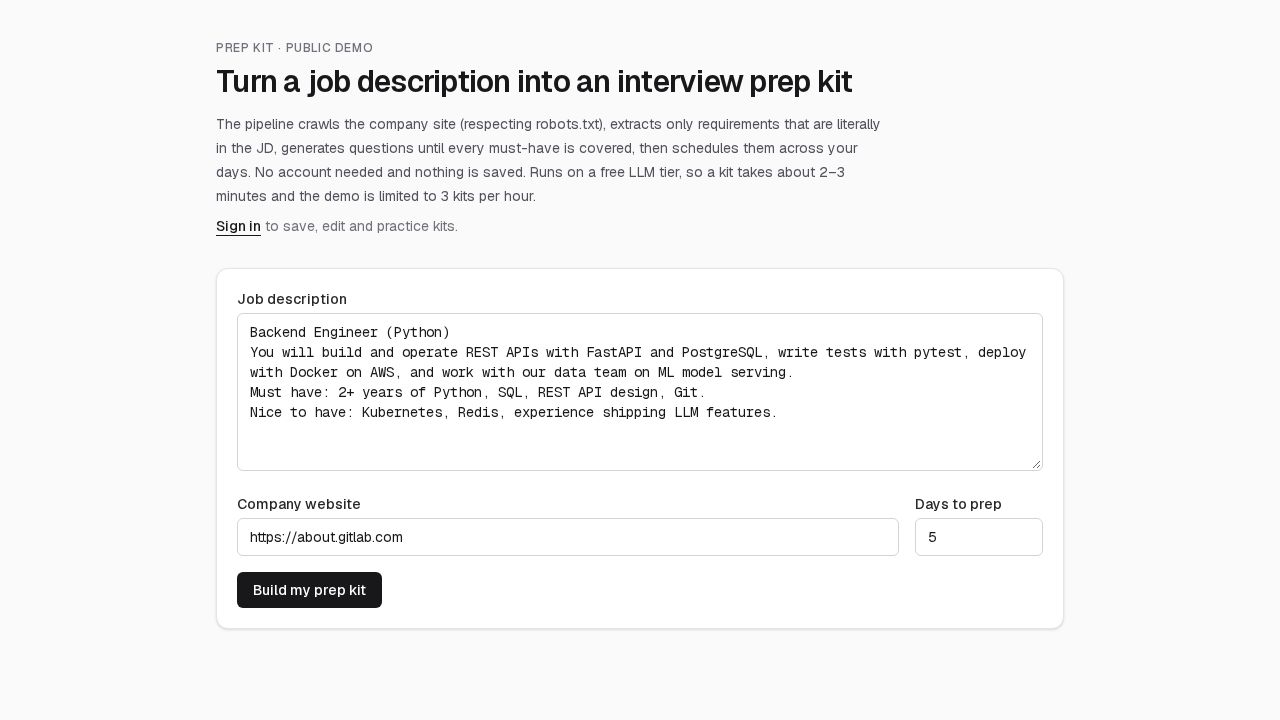 PREP KIT · PUBLIC DEMO
Turn a job description into an interview prep kit
The pipeline crawls the company site (respecting robots.txt), extracts only requirements that are literally
in the JD, generates questions until every must-have is covered, then schedules them across your
days. No account needed and nothing is saved. Runs on a free LLM tier, so a kit takes about 2–3
minutes and the demo is limited to 3 kits per hour.
Sign in to save, edit and practice kits.
Job description
Backend Engineer (Python)
You will build and operate REST APIs with FastAPI and PostgreSQL, write tests with pytest, deploy
with Docker on AWS, and work with our data team on ML model serving.
Must have: 2+ years of Python, SQL, REST API design, Git.
Nice to have: Kubernetes, Redis, experience shipping LLM features.
Company website
Days to prep
https://about.gitlab.com
5
Build my prep kit